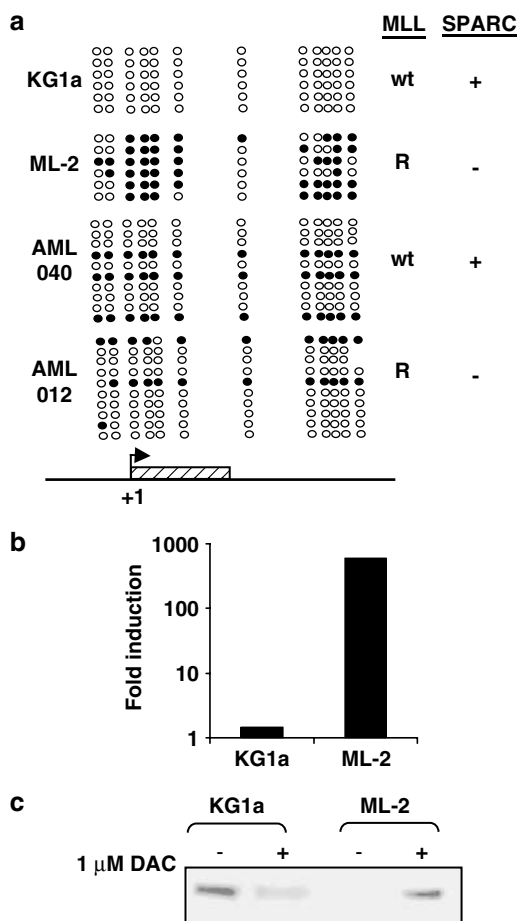 a
MLL SPARC
KG1a wt +
ML-2 R -
AML
040 wt +
AML
012 R -
+1
b
Fold induction
1000
100
10
1
KG1a ML-2
c
KG1a ML-2
1 μM DAC - + - +